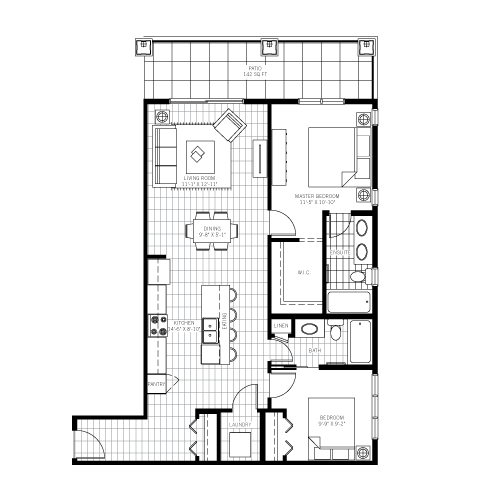 PATIO
142 SQ FT
LIVING ROOM
11'-1" X 12'-11"
MASTER BEDROOM
11'-5" X 10'-10"
DINING
9'-8" X 5'-1"
ENSUITE
W.I.C.
KITCHEN
14'-6" X 8'-10"
EATING
LINEN
BATH
PANTRY
BEDROOM
9'-9" X 9'-2"
LAUNDRY